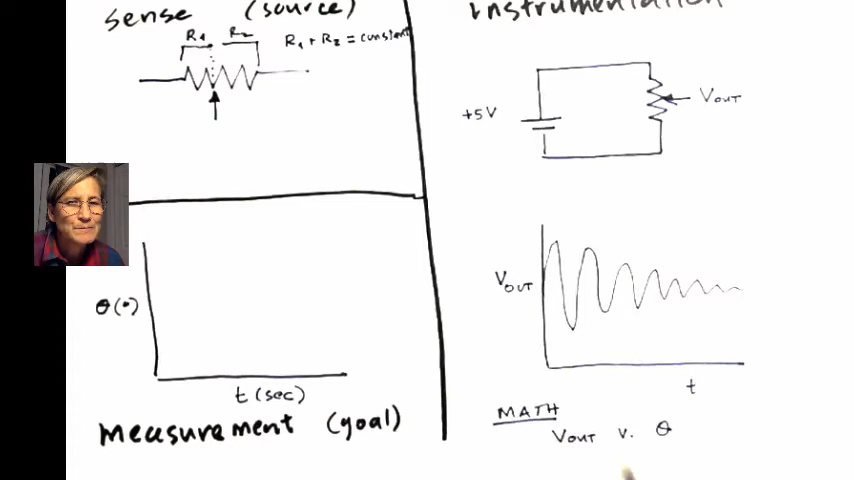 sense (source)
R1 R2 R1 + R2 = constant
Instrumentation
+5V
VOUT
VOUT
t
θ(°)
t (sec)
measurement (goal)
MATH
VOUT v. θ